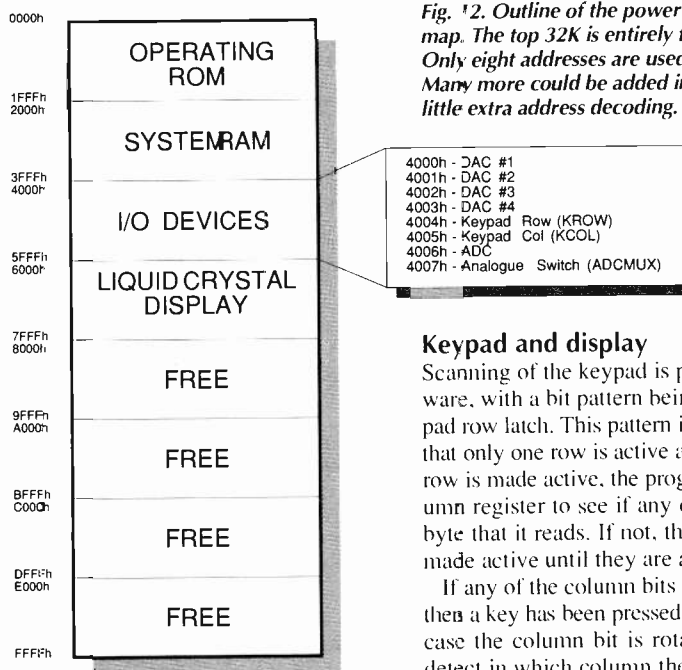 0000h
OPERATING
ROM
1FFFh
2000h
SYSTEMRAM
3FFFh
4000h
I/O DEVICES
5FFFh
6000h
LIQUID CRYSTAL
DISPLAY
7FFFh
8000h
FREE
9FFFh
A000h
FREE
BFFFh
C000h
FREE
DFFFh
E000h
FREE
FFFFh
Fig. 12. Outline of the power
map. The top 32K is entirely
Only eight addresses are used
Many more could be added
little extra address decoding.
4000h - DAC #1
4001h - DAC #2
4002h - DAC #3
4003h - DAC #4
4004h - Keypad Row (KROW)
4005h - Keypad Col (KCOL)
4006h - ADC
4007h - Analogue Switch (ADCMUX)
Keypad and display
Scanning of the keypad is
ware, with a bit pattern
pad row latch. This pattern
that only one row is active
row is made active, the
umn register to see if any
byte that it reads. If not,
made active until they are
If any of the column bits
then a key has been pressed
case the column bit is
detect in which column